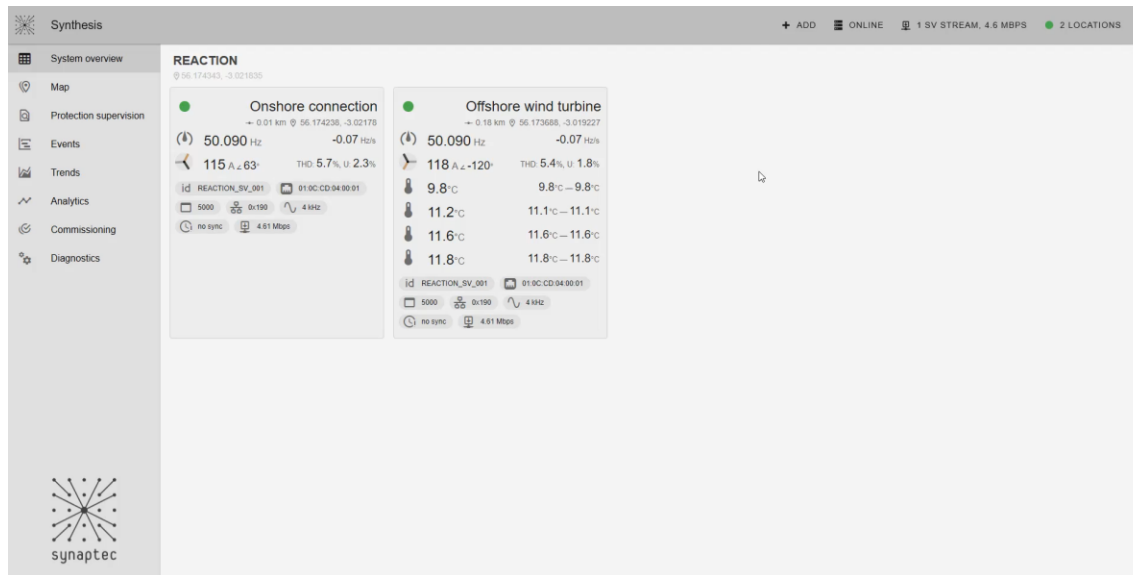 Synthesis
ADD
ONLINE
1 SV STREAM, 4.6 MBPS
2 LOCATIONS
System overview
Map
Protection supervision
Events
Trends
Analytics
Commissioning
Diagnostics
synaptec
REACTION
56.174343, -3.021835
Onshore connection
0.01 km 56.174238, -3.02178
50.090 Hz -0.07 Hz/s
115 A∠63° THD: 5.7%, U: 2.3%
id REACTION_SV_001 01:0C:CD:04:00:01
5000 0x190 4 kHz
no sync 4.61 Mbps
Offshore wind turbine
0.18 km 56.173688, -3.019227
50.090 Hz -0.07 Hz/s
118 A∠-120° THD: 5.4%, U: 1.8%
9.8°C 9.8°C — 9.8°C
11.2°C 11.1°C — 11.1°C
11.6°C 11.6°C — 11.6°C
11.8°C 11.8°C — 11.8°C
id REACTION_SV_001 01:0C:CD:04:00:01
5000 0x190 4 kHz
no sync 4.61 Mbps